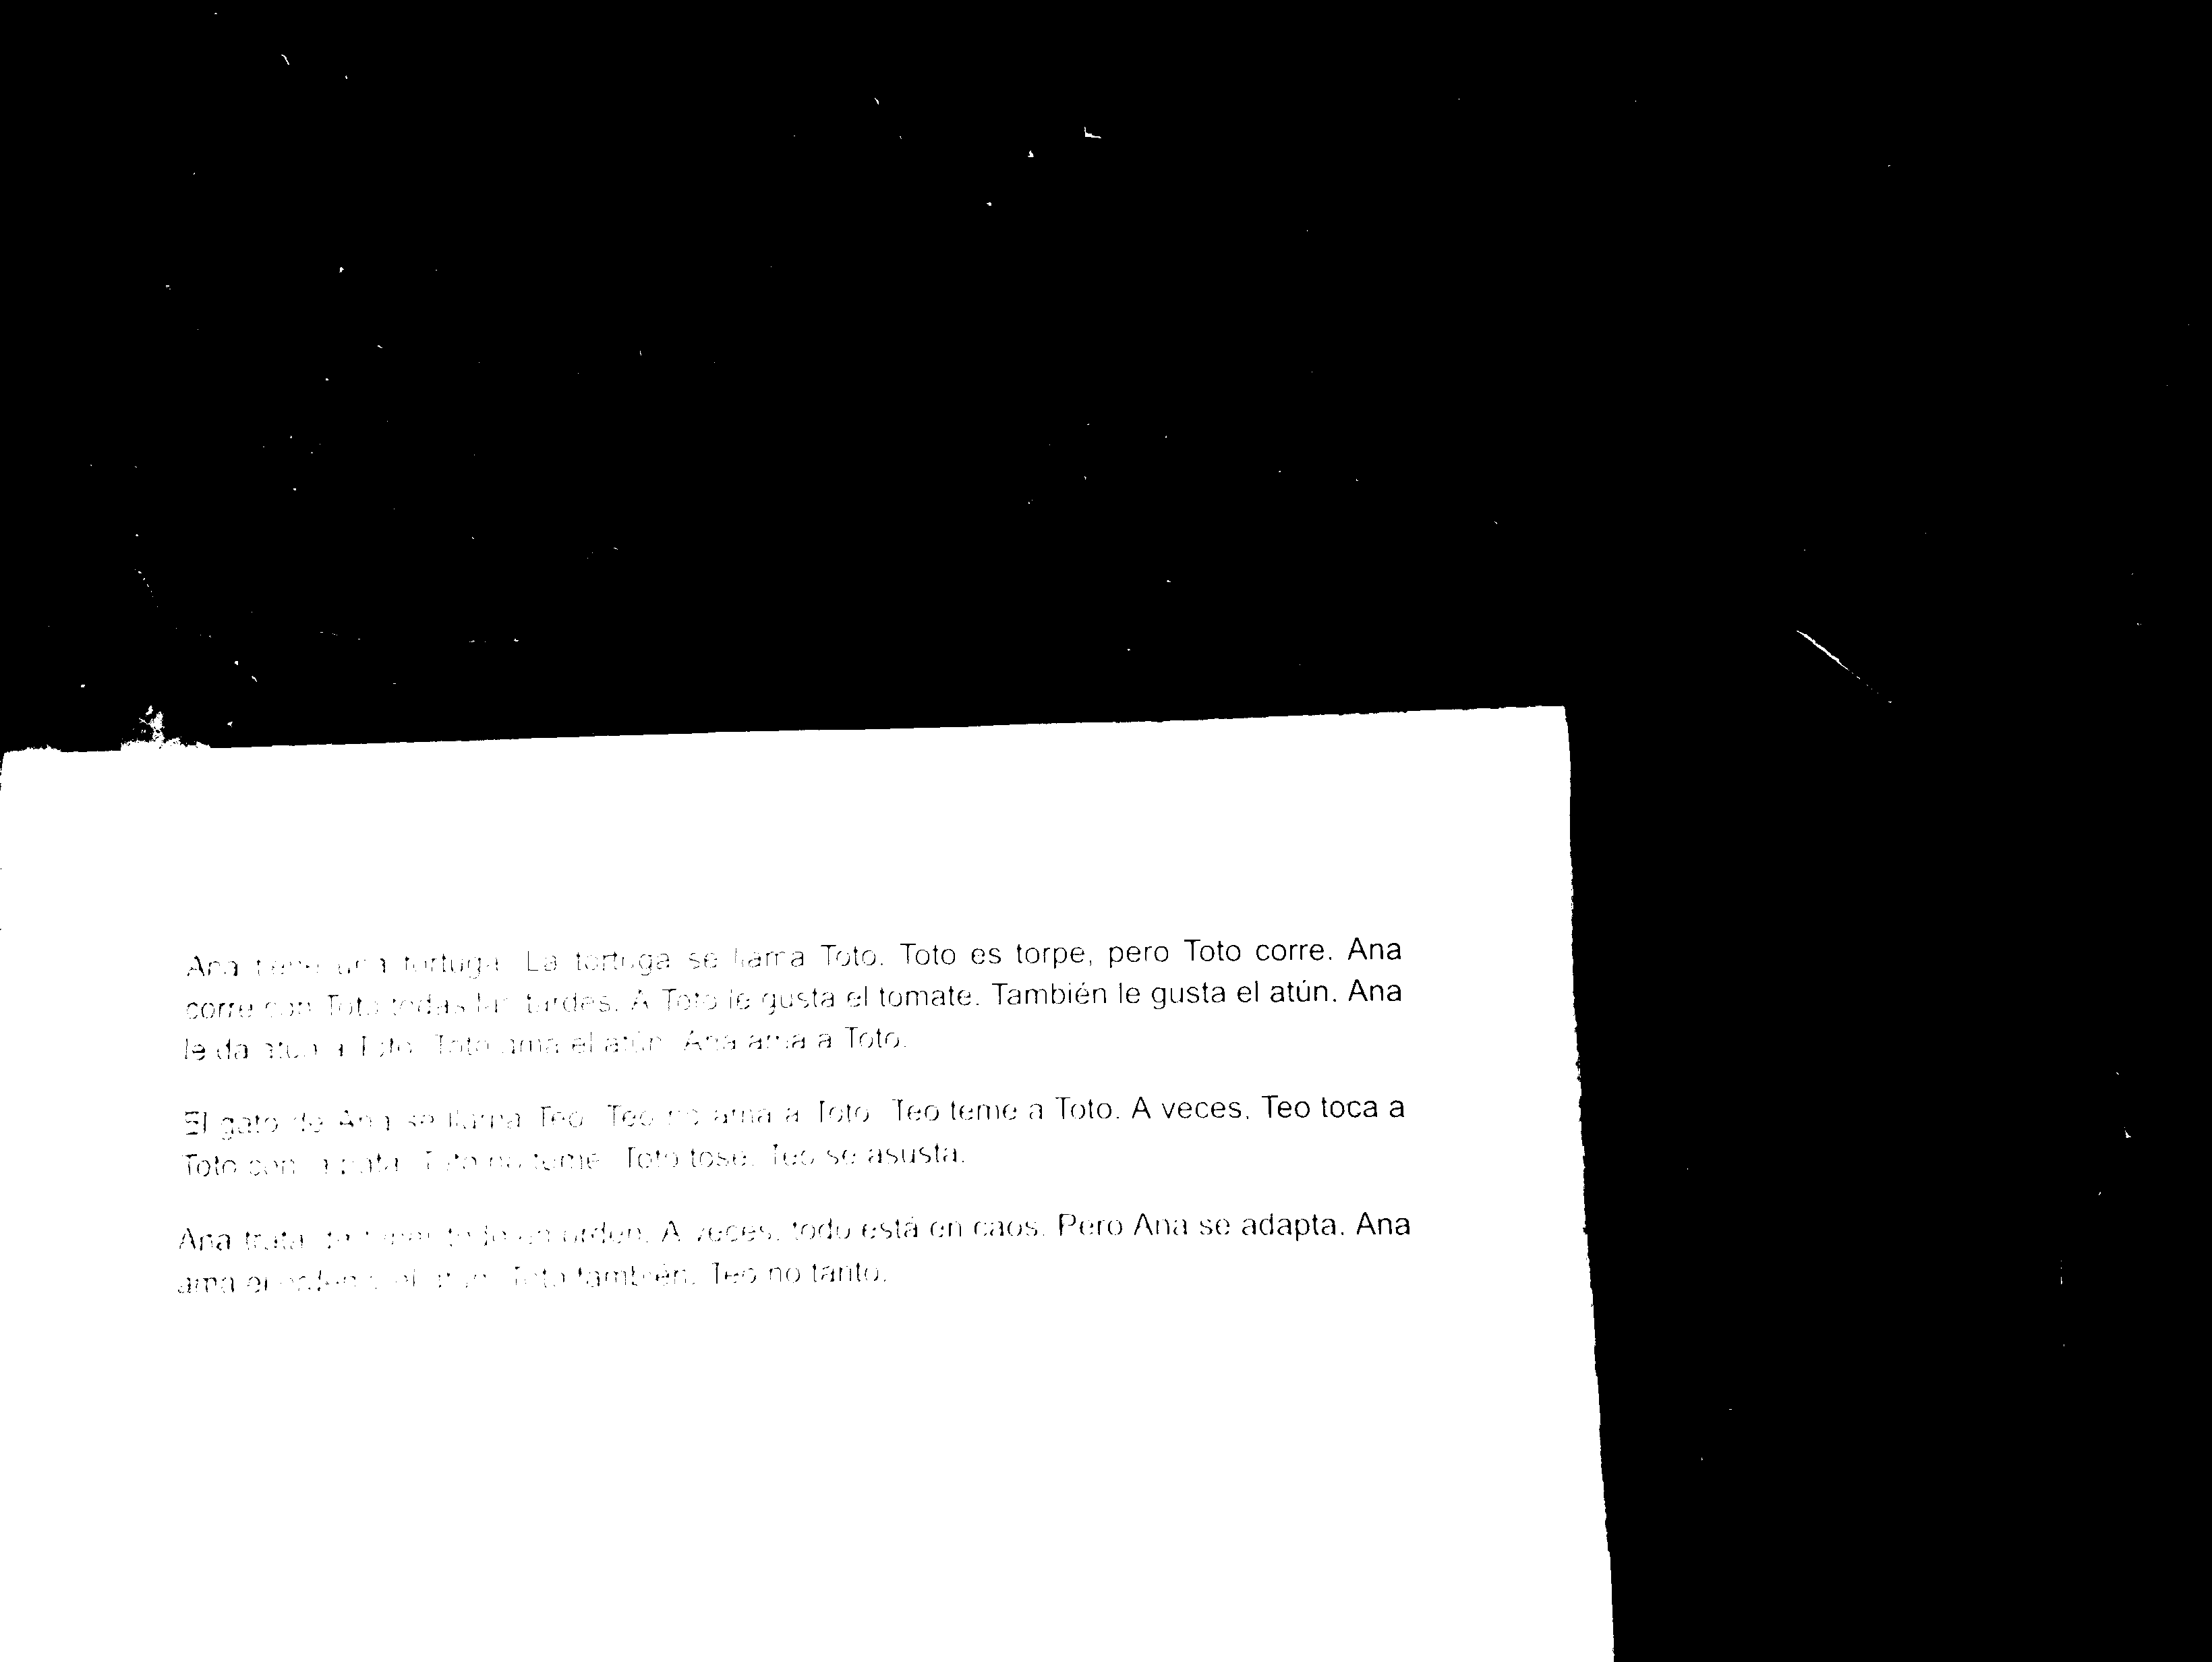 Ana tiene una tortuga. La tortuga se llama Toto. Toto es torpe, pero Toto corre. Ana
corre con Toto todas las tardes. A Toto le gusta el tomate. También le gusta el atún. Ana
le da atún a Toto. Toto ama el atún. Ana ama a Toto.
El gato de Ana se llama Teo. Teo no ama a Toto. Teo teme a Toto. A veces, Teo toca a
Toto con la pata. Toto no teme. Toto tose. Teo se asusta.
Ana trata de todo en orden. A veces, todo está en caos. Pero Ana se adapta. Ana
ama el orden y el Toto también. Teo no tanto.